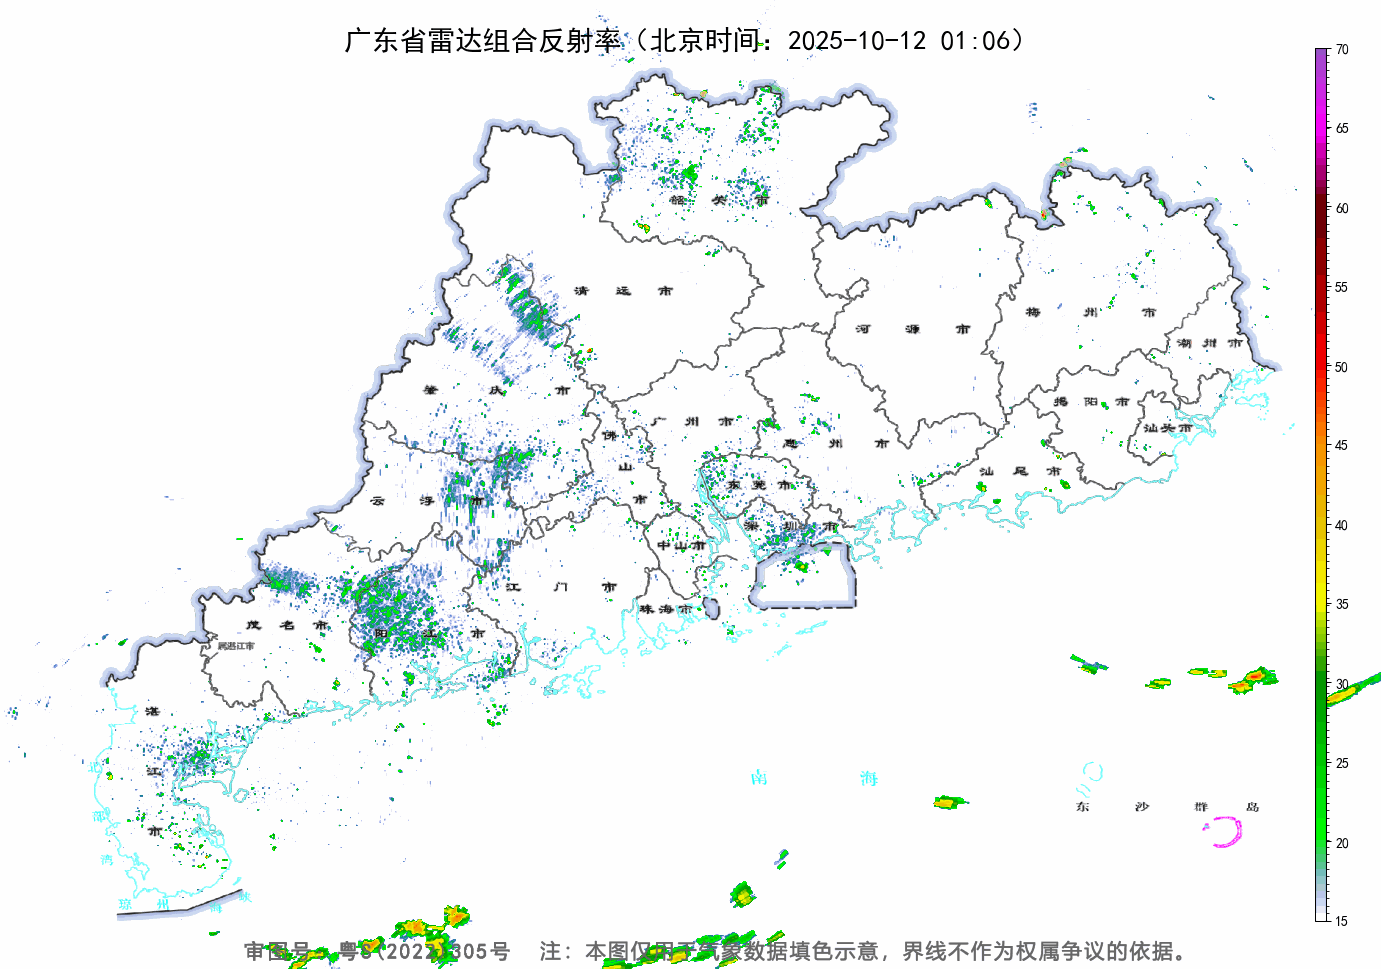 广东省雷达组合反射率（北京时间：2025-10-12 01:06）
70
65
60
55
50
45
40
35
30
25
20
15
韶关市
清远市
河源市
梅州市
潮州市
肇庆市
广州市
佛山市
惠州市
揭阳市
汕头市
汕尾市
云浮市
东莞市
深圳市
中山市
江门市
珠海市
茂名市
阳江市
属湛江市
湛江市
北部湾
琼州海峡
南海
东沙群岛
审图号：粤S(2022)305号 注：本图仅用于气象数据填色示意，界线不作为权属争议的依据。